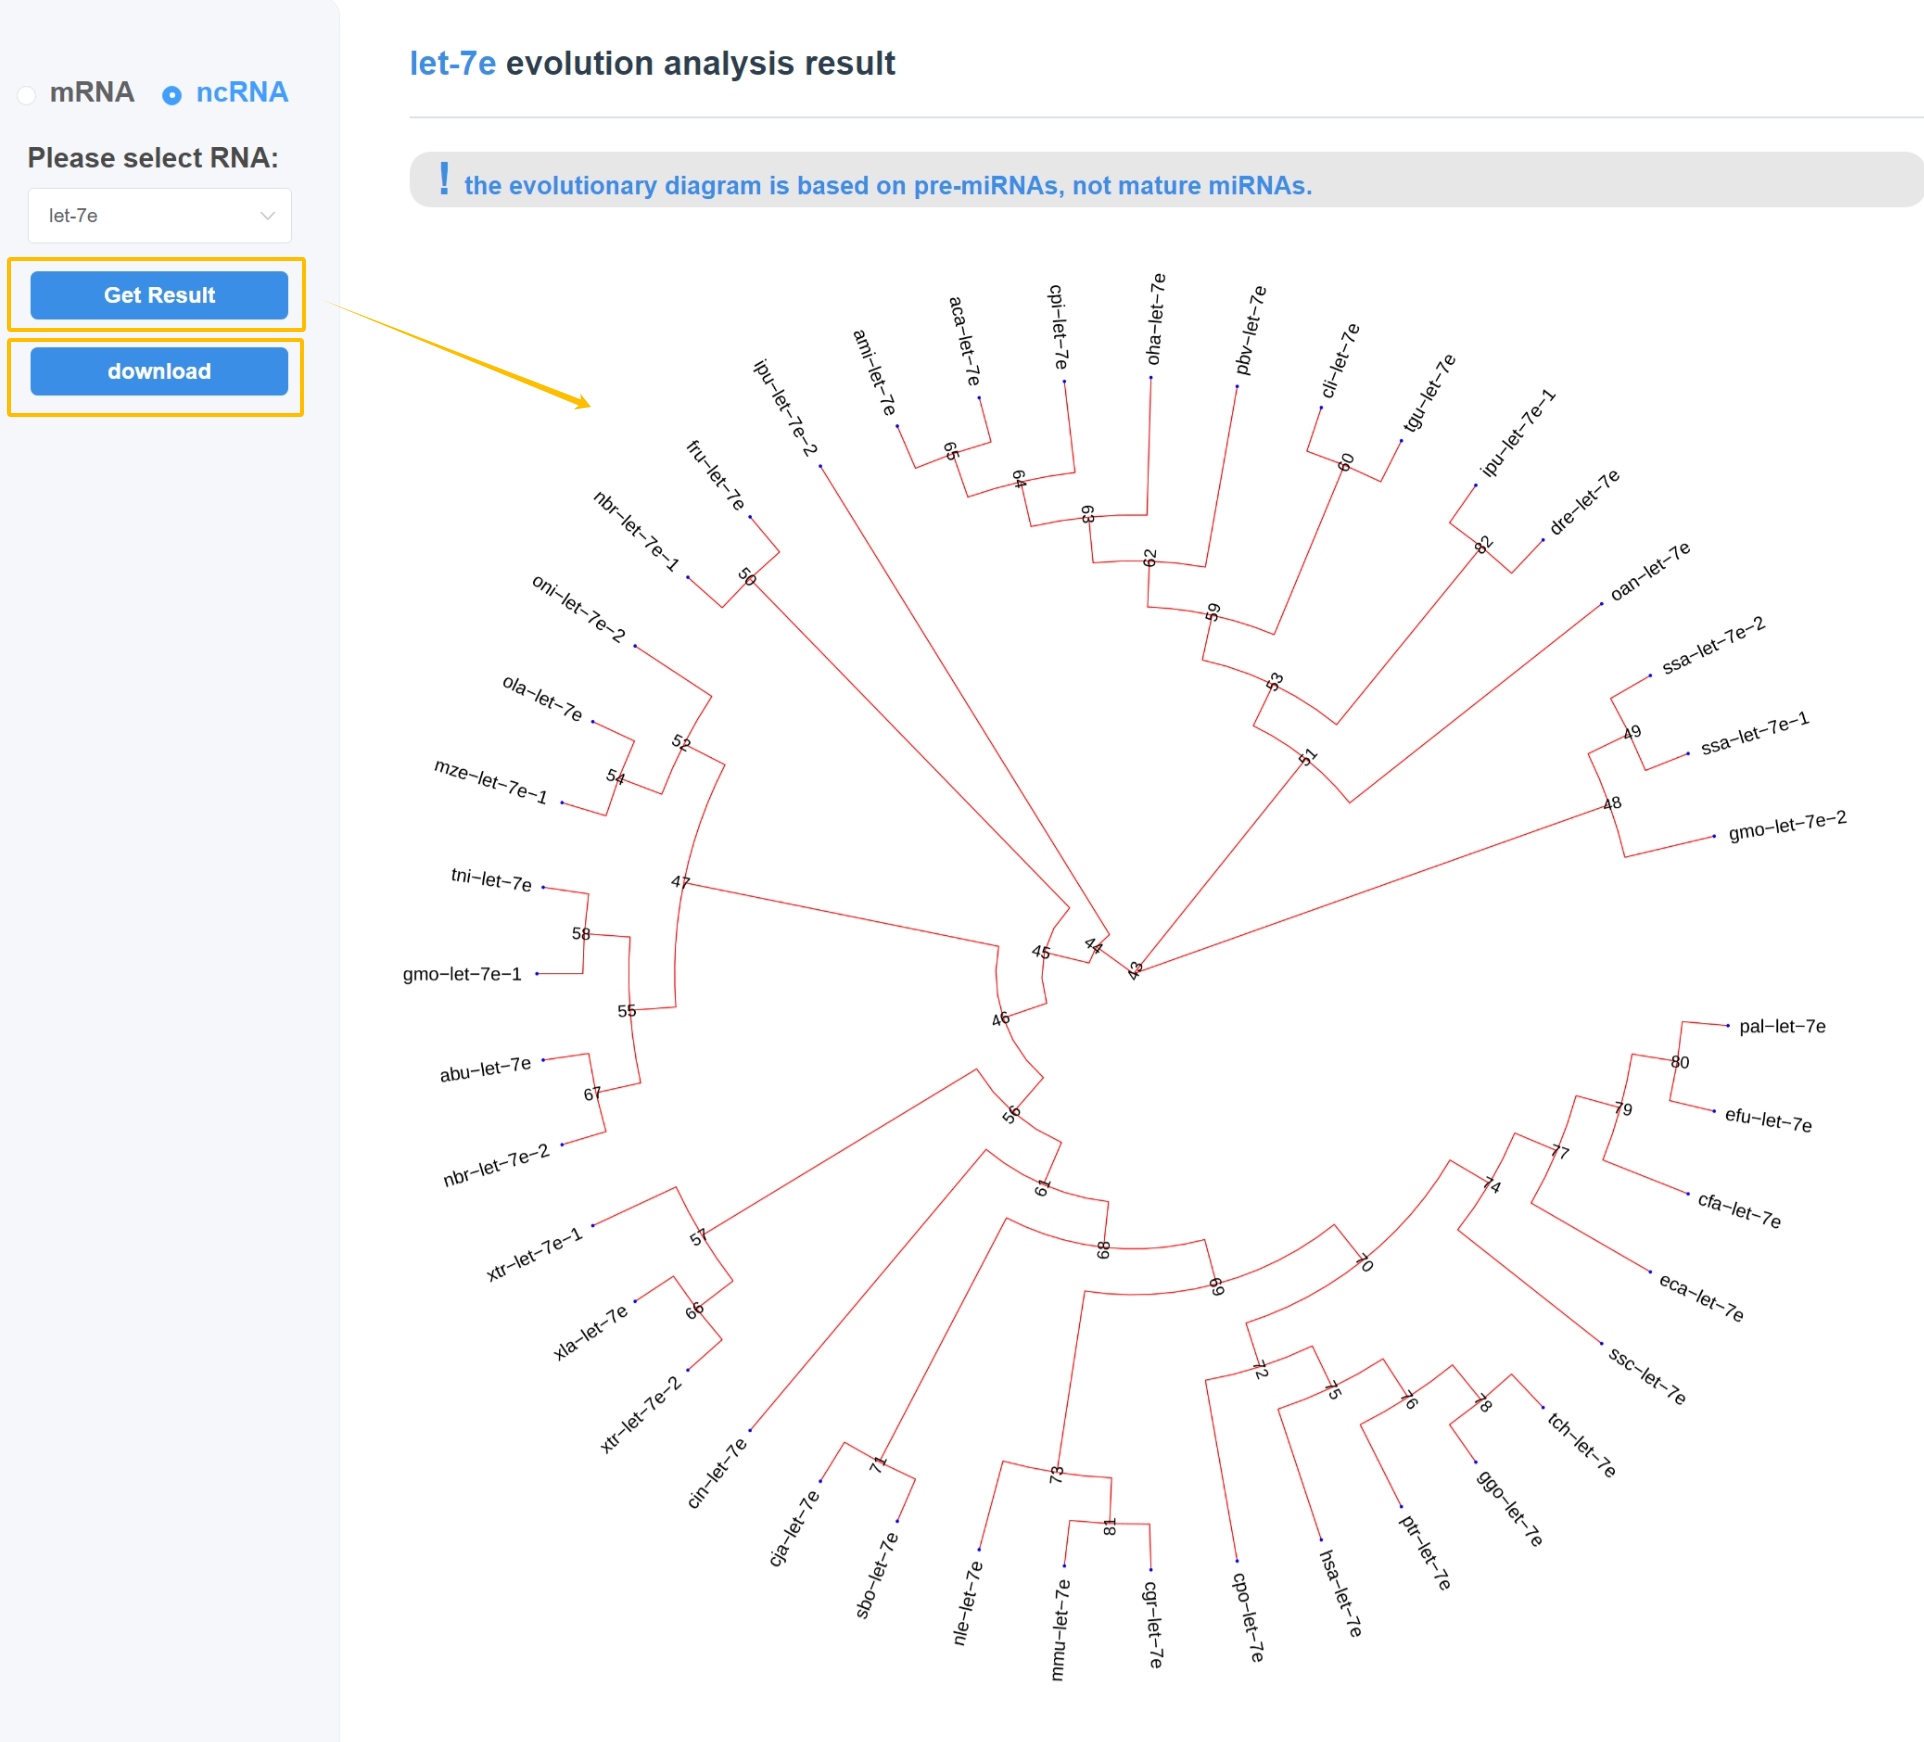 mRNA ncRNA
Please select RNA:
let-7e
Get Result
download
let-7e evolution analysis result
! the evolutionary diagram is based on pre-miRNAs, not mature miRNAs.
ami−let−7e
aca−let−7e
cpi−let−7e
oha−let−7e
pbv−let−7e
cli−let−7e
tgu−let−7e
ipu−let−7e−1
dre−let−7e
oan−let−7e
ssa−let−7e−2
ssa−let−7e−1
gmo−let−7e−2
ipu−let−7e−2
fru−let−7e
nbr−let−7e−1
oni−let−7e−2
ola−let−7e
mze−let−7e−1
tni−let−7e
gmo−let−7e−1
abu−let−7e
nbr−let−7e−2
xtr−let−7e−1
xla−let−7e
xtr−let−7e−2
cin−let−7e
cja−let−7e
sbo−let−7e
nle−let−7e
mmu−let−7e
cgr−let−7e
cpo−let−7e
hsa−let−7e
ptr−let−7e
ggo−let−7e
tch−let−7e
ssc−let−7e
eca−let−7e
cfa−let−7e
efu−let−7e
pal−let−7e
65
64
63
62
60
59
53
82
51
49
48
50
52
54
47
58
55
67
45
44
43
46
56
57
66
61
68
69
70
71
73
81
72
75
76
78
74
77
79
80